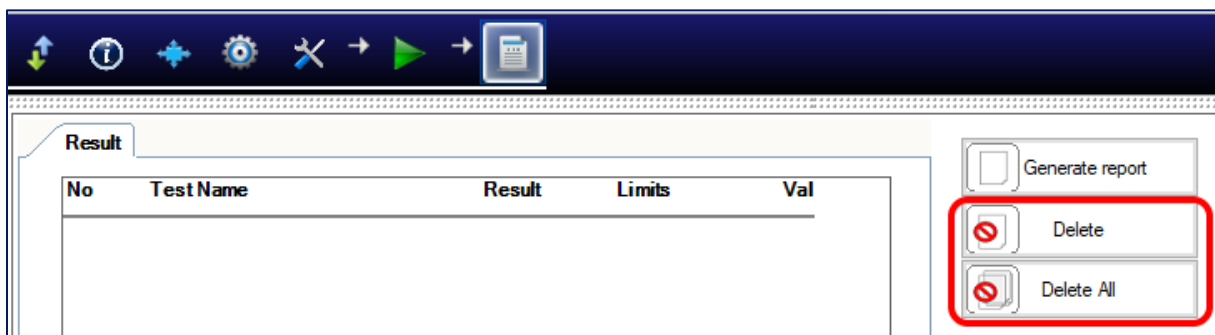 Result
No Test Name Result Limits Val
Generate report
Delete
Delete All